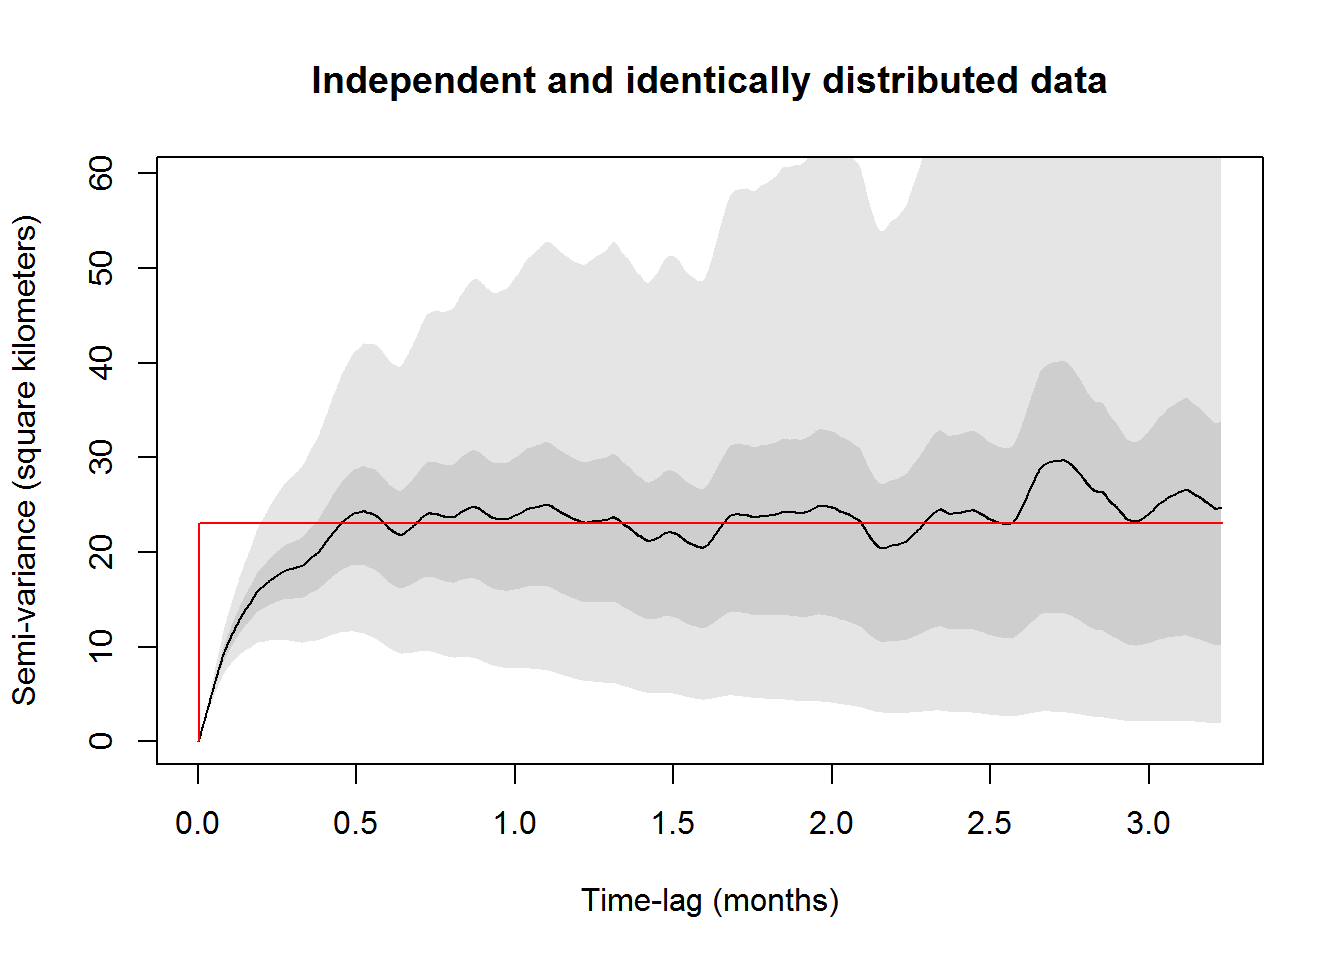 Independent and identically distributed data
Semi-variance (square kilometers)
60
50
40
30
20
10
0
0.0 0.5 1.0 1.5 2.0 2.5 3.0
Time-lag (months)